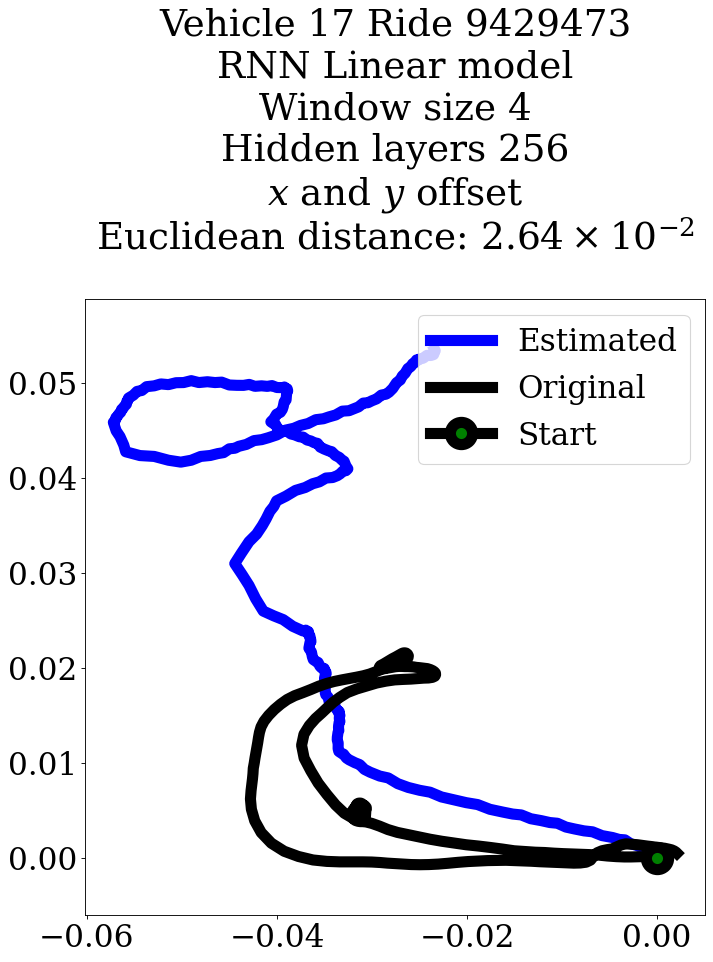 Vehicle 17 Ride 9429473
RNN Linear model
Window size 4
Hidden layers 256
x and y offset
Euclidean distance: 2.64 × 10⁻²
Estimated
Original
Start
0.05
0.04
0.03
0.02
0.01
0.00
−0.06
−0.04
−0.02
0.00